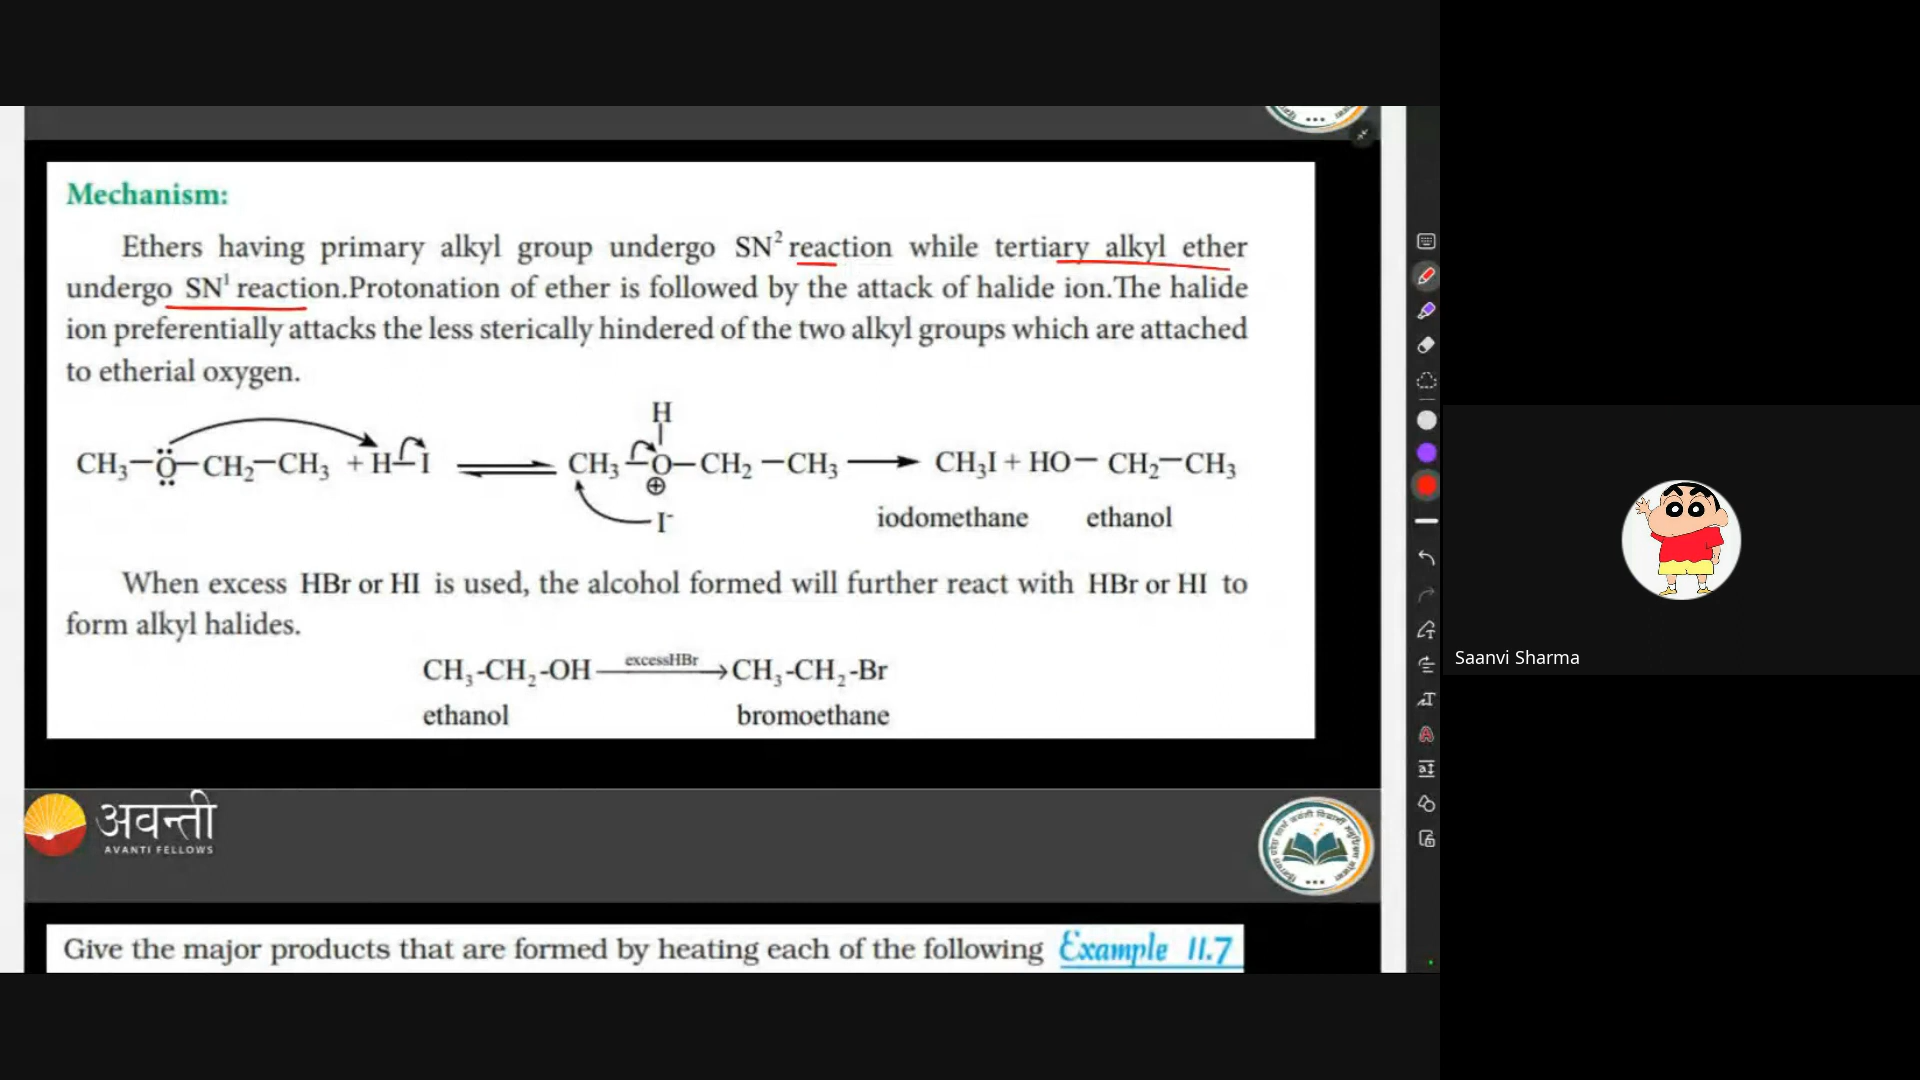 Mechanism:
Ethers having primary alkyl group undergo SN² reaction while tertiary alkyl ether
undergo SN¹ reaction.Protonation of ether is followed by the attack of halide ion.The halide
ion preferentially attacks the less sterically hindered of the two alkyl groups which are attached
to etherial oxygen.
H
CH₃—O—CH₂—CH₃ + H—I ⇌ CH₃—O—CH₂—CH₃ ⟶ CH₃I + HO—CH₂—CH₃
⊕
I⁻
iodomethane ethanol
When excess HBr or HI is used, the alcohol formed will further react with HBr or HI to
form alkyl halides.
excessHBr
CH₃-CH₂-OH ⟶ CH₃-CH₂-Br
ethanol bromoethane
Saanvi Sharma
अवन्ती
AVANTI FELLOWS
Give the major products that are formed by heating each of the following Example 11.7